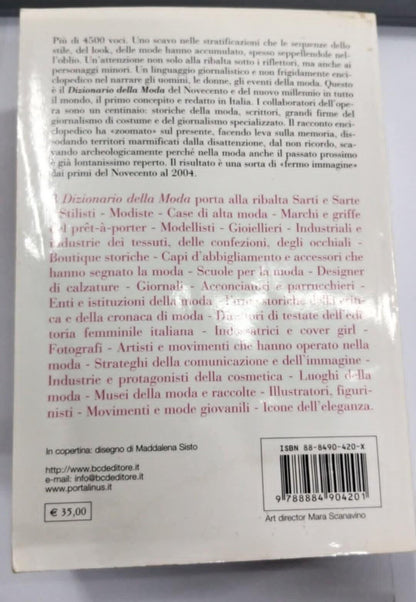 Più di 4500 voci. Uno scavo nelle stratificazioni che le sequenze dello
stile, del look, delle mode hanno accumulato, spesso seppellendole nel-
l'oblio. Un'attenzione non solo alla ribalta sotto i riflettori, ma anche ai
personaggi minori. Un linguaggio giornalistico e non frigidamente enci-
clopedico nel narrare gli uomini, le donne, gli eventi della moda. Questo
è il Dizionario della Moda del Novecento e del nuovo millennio in tutto
il mondo, il primo concepito e redatto in Italia. I collaboratori dell'ope-
ra sono un centinaio: storiche della moda, scrittori, grandi firme del
giornalismo di costume e del giornalismo specializzato. Il racconto enci-
clopedico ha «zoomato» sul presente, facendo leva sulla memoria, dis-
sodando territori marmificati dalla disattenzione, dal non ricordo, sca-
vando archeologicamente perché nella moda anche il passato prossimo
è già lontanissimo reperto. Il risultato è una sorta di «fermo immagine»
dai primi del Novecento al 2004.
Dizionario della Moda porta alla ribalta Sarti e Sarte
- Stilisti - Modiste - Case di alta moda - Marchi e griffe
del prêt-à-porter - Modellisti - Gioiellieri - Industriali e
industrie dei tessuti, delle confezioni, degli occhiali -
Boutique storiche - Capi d'abbigliamento e accessori che
hanno segnato la moda - Scuole per la moda - Designer
di calzature - Giornali - Acconciatori e parrucchieri -
Enti e istituzioni della moda - storiche della
ca e della cronaca di moda - Direttori di testate dell'edi-
toria femminile italiana - Indossatrici e cover girl -
Fotografi - Artisti e movimenti che hanno operato nella
moda - Strateghi della comunicazione e dell'immagine -
Industrie e protagonisti della cosmetica - Luoghi della
moda - Musei della moda e raccolte - Illustratori, figuri-
nisti - Movimenti e mode giovanili - Icone dell'eleganza.
In copertina: disegno di Maddalena Sisto
http://www.bcdeditore.it
e-mail: info@bcdeditore.it
www.portalinus.it
€ 35,00
ISBN 88-8490-420-X
9 788884 904201
Art director Mara Scanavino